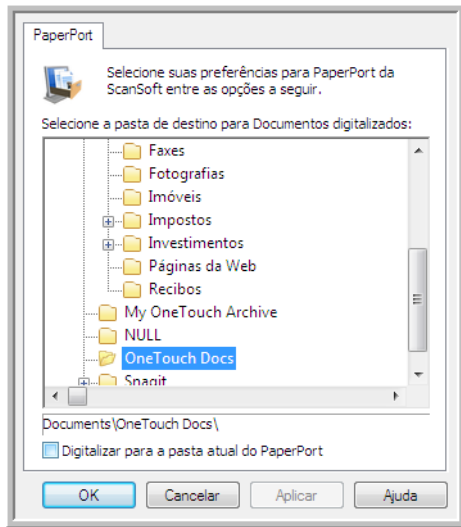 PaperPort
Selecione suas preferências para PaperPort da
ScanSoft entre as opções a seguir.
Selecione a pasta de destino para Documentos digitalizados:
Faxes
Fotografias
Imóveis
Impostos
Investimentos
Páginas da Web
Recibos
My OneTouch Archive
NULL
OneTouch Docs
Snagit
Documents\OneTouch Docs\
Digitalizar para a pasta atual do PaperPort
OK Cancelar Aplicar Ajuda